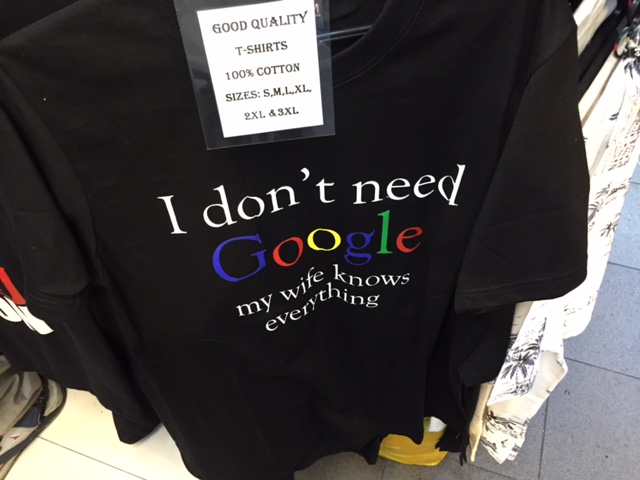 GOOD QUALITY
T-SHIRTS
100% COTTON
SIZES: S,M,L,XL,
2XL &3XL
I don't need
Google
my wife knows
everything